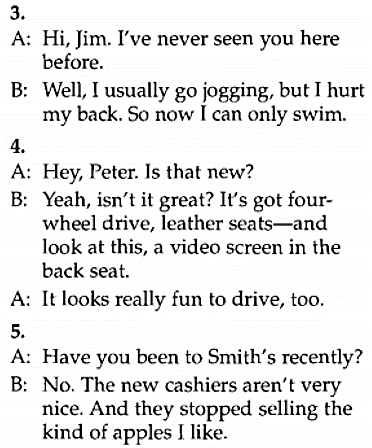 3.
A: Hi, Jim. I've never seen you here
before.
B: Well, I usually go jogging, but I hurt
my back. So now I can only swim.
4.
A: Hey, Peter. Is that new?
B: Yeah, isn't it great? It's got four-
wheel drive, leather seats—and
look at this, a video screen in the
back seat.
A: It looks really fun to drive, too.
5.
A: Have you been to Smith's recently?
B: No. The new cashiers aren't very
nice. And they stopped selling the
kind of apples I like.